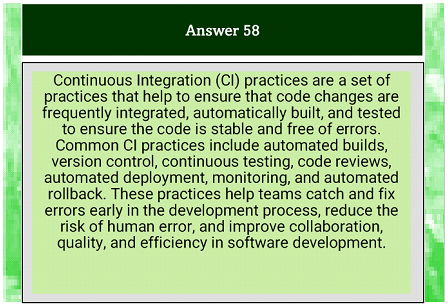 Answer 58
Continuous Integration (CI) practices are a set of
practices that help to ensure that code changes are
frequently integrated, automatically built, and tested
to ensure the code is stable and free of errors.
Common CI practices include automated builds,
version control, continuous testing, code reviews,
automated deployment, monitoring, and automated
rollback. These practices help teams catch and fix
errors early in the development process, reduce the
risk of human error, and improve collaboration,
quality, and efficiency in software development.